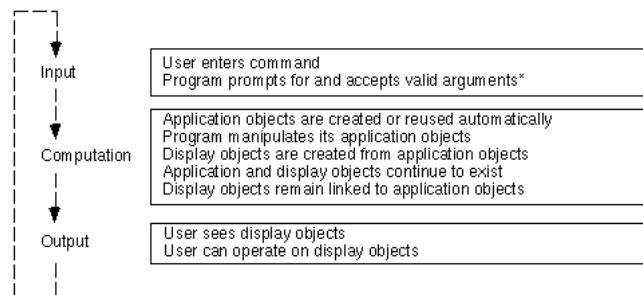 Input
User enters command
Program prompts for and accepts valid arguments*
Computation
Application objects are created or reused automatically
Program manipulates its application objects
Display objects are created from application objects
Application and display objects continue to exist
Display objects remain linked to application objects
Output
User sees display objects
User can operate on display objects